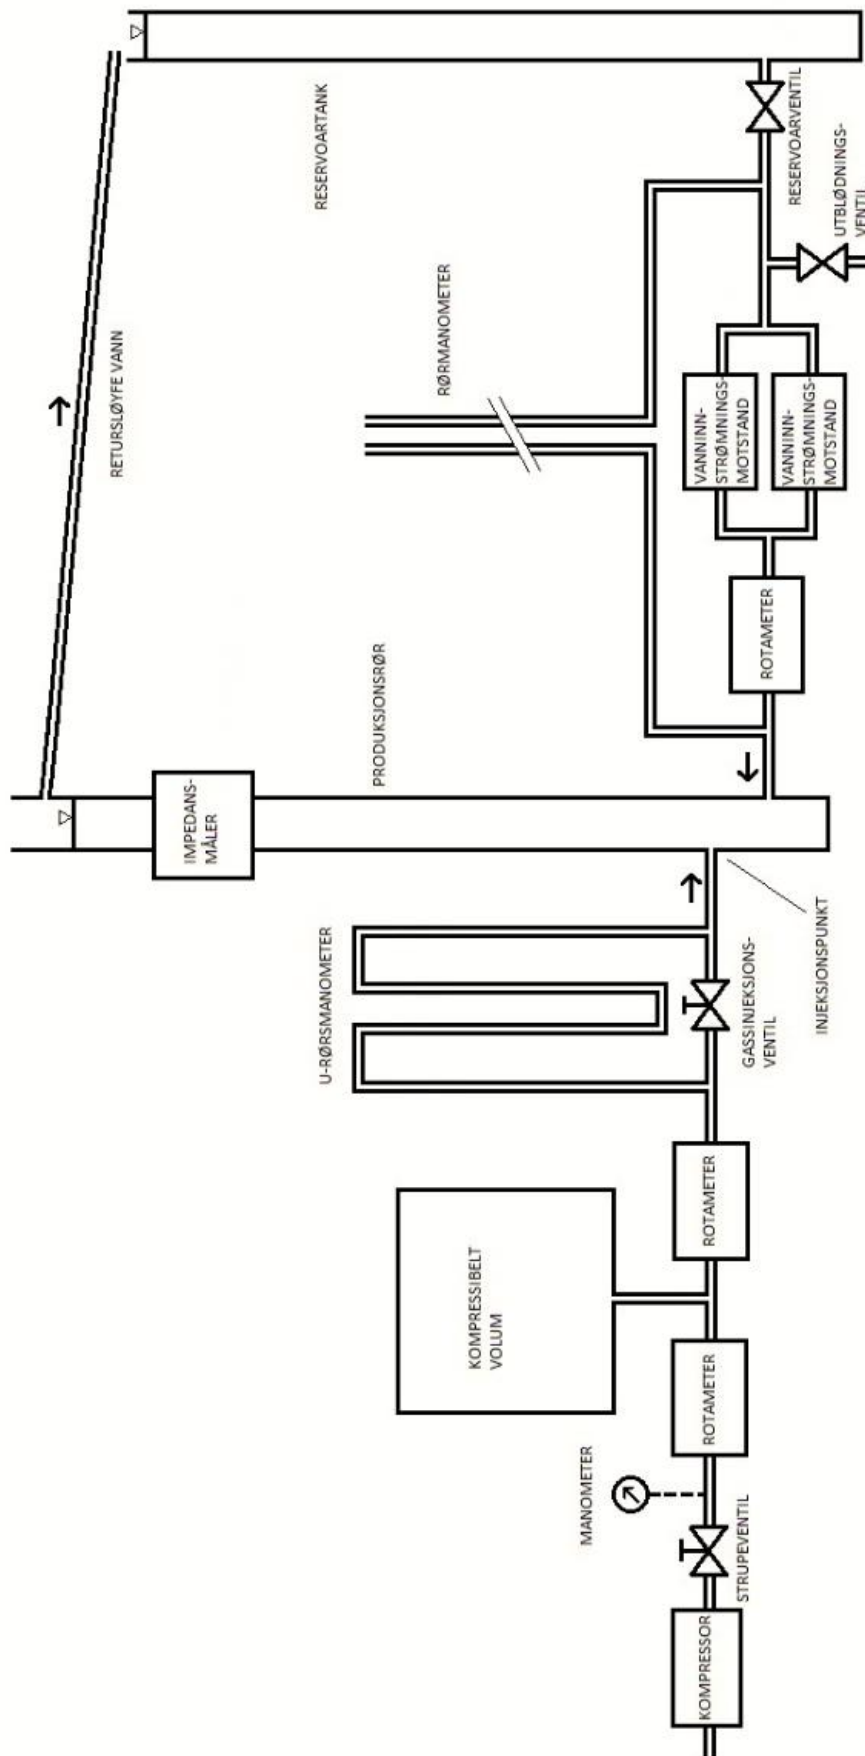 RETURSLØYFE VANN
RESERVOARTANK
RØRMANOMETER
PRODUKSJONSRØR
IMPEDANS-
MÅLER
U-RØRSMANOMETER
KOMPRESSIBELT
VOLUM
MANOMETER
KOMPRESSOR
STRUPEVENTIL
ROTAMETER
ROTAMETER
GASSINJEKSJONS-
VENTIL
INJEKSJONSPUNKT
ROTAMETER
VANNINN-
STRØMNINGS-
MOTSTAND
VANNINN-
STRØMNINGS-
MOTSTAND
RESERVOARVENTIL
UTBLØDNINGS-
VENTIL